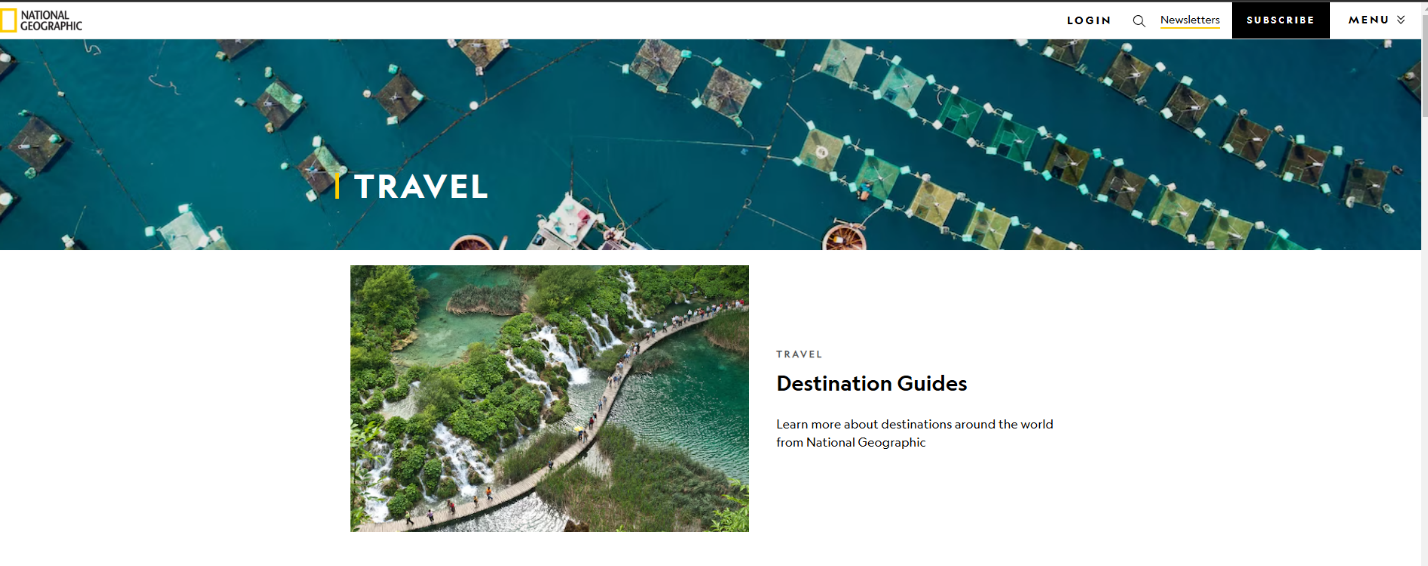 NATIONAL
GEOGRAPHIC
LOGIN
Newsletters
SUBSCRIBE
MENU
TRAVEL
TRAVEL
Destination Guides
Learn more about destinations around the world
from National Geographic